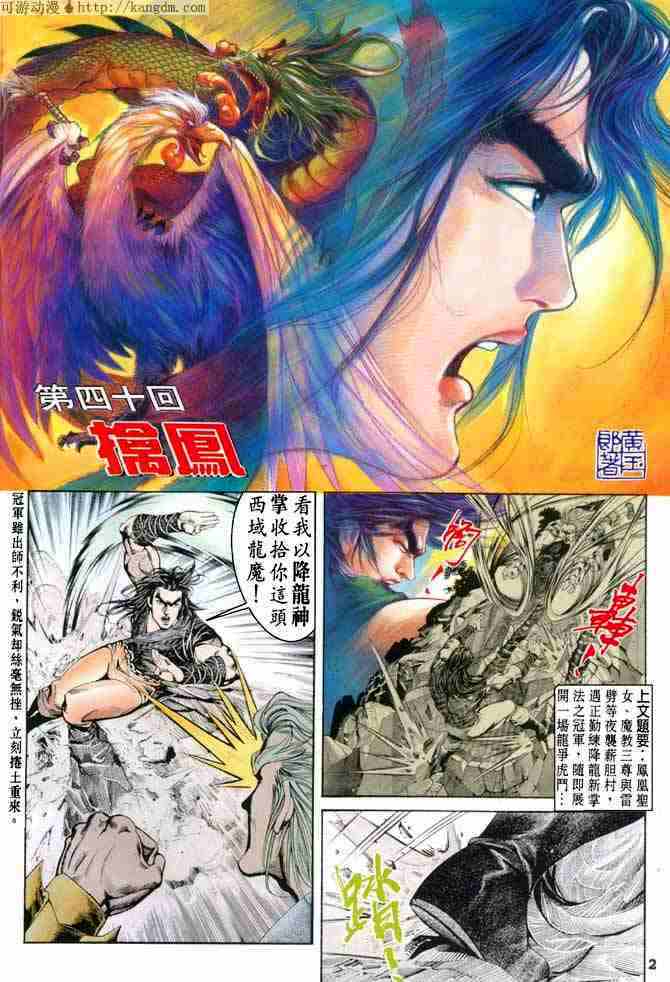 可游动漫 http://kangdm.com
第四十回
擒鳳
黃玉
郎著
上文題要：鳳凰聖
女、魔教三尊與雷
劈等夜襲薪胆村，
遇正勤練降龍新掌
法之冠軍，隨即展
開一場龍爭虎鬥…
轟！
看我以降龍神
掌收拾你這頭
西域龍魔！
冠軍雖出師不利，銳氣却絲毫無挫，立刻捲土重來。
踏！
2